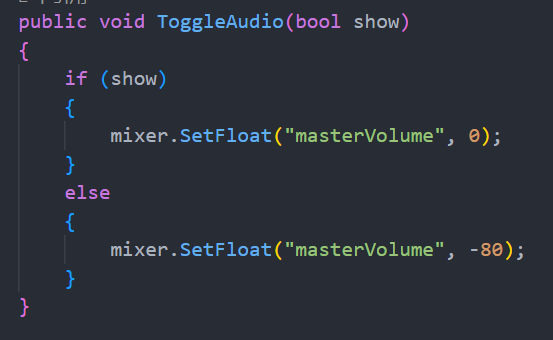 public void ToggleAudio(bool show)
{
if (show)
{
mixer.SetFloat("masterVolume", 0);
}
else
{
mixer.SetFloat("masterVolume", -80);
}
}